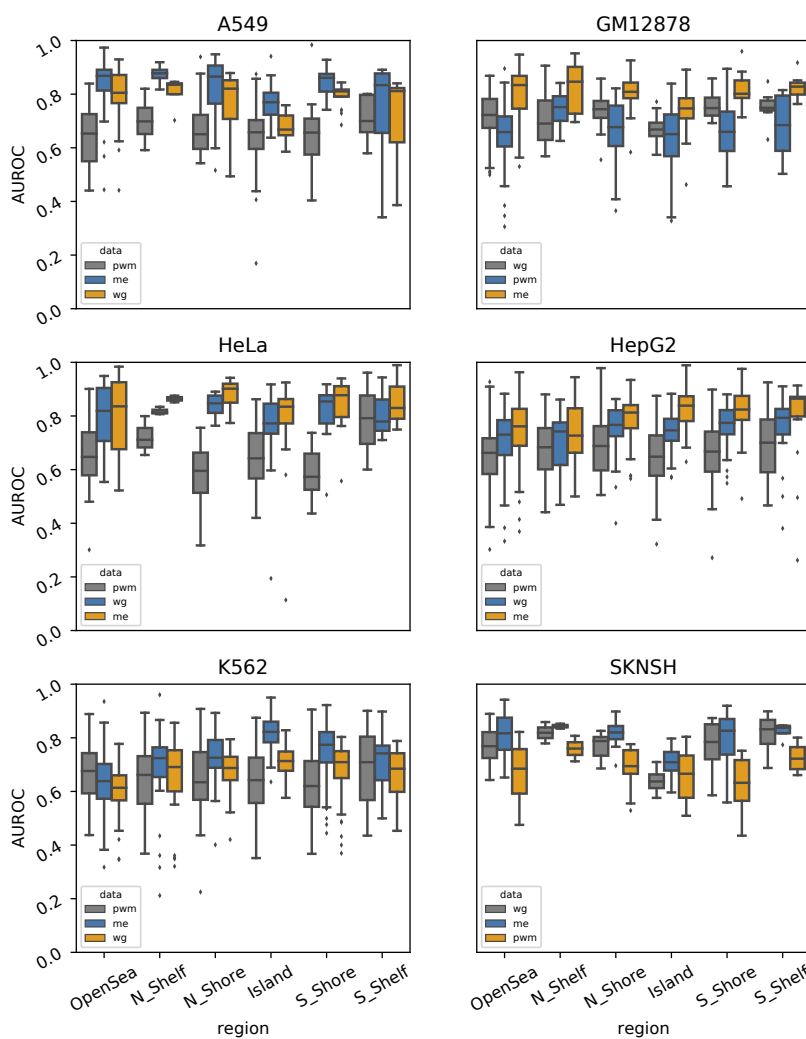 A549
GM12878
AUROC
1.0
0.8
0.6
0.4
0.2
0.0
data
pwm
me
wg
data
wg
pwm
me
HeLa
HepG2
AUROC
1.0
0.8
0.6
0.4
0.2
0.0
data
pwm
wg
me
data
pwm
wg
me
K562
SKNSH
AUROC
1.0
0.8
0.6
0.4
0.2
0.0
data
pwm
me
wg
data
wg
me
pwm
OpenSea
N_Shelf
N_Shore
Island
S_Shore
S_Shelf
OpenSea
N_Shelf
N_Shore
Island
S_Shore
S_Shelf
region
region